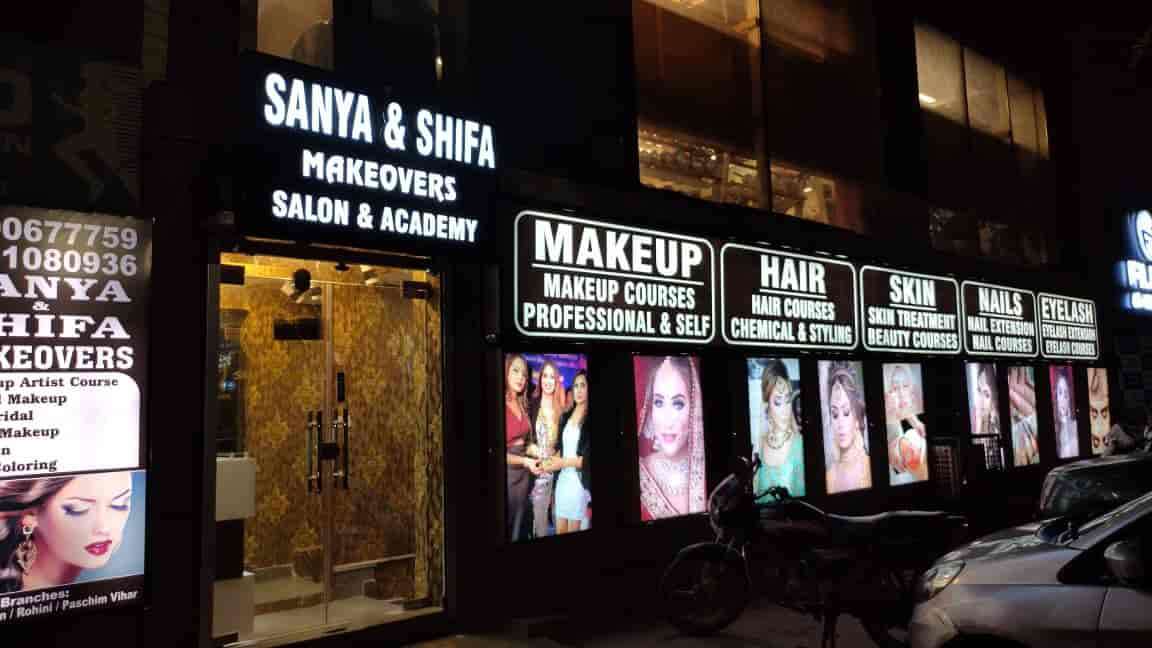 0677759
1080936
ANYA
&
HIFA
KEOVERS
up Artist Course
l Makeup
ridal
Makeup
n
Coloring
Branches:
n / Rohini / Paschim Vihar
SANYA & SHIFA
MAKEOVERS
SALON & ACADEMY
MAKEUP
MAKEUP COURSES
PROFESSIONAL & SELF
HAIR
HAIR COURSES
CHEMICAL & STYLING
SKIN
SKIN TREATMENT
BEAUTY COURSES
NAILS
NAIL EXTENSION
NAIL COURSES
EYELASH
EYELASH EXTENSION
EYELASH COURSES